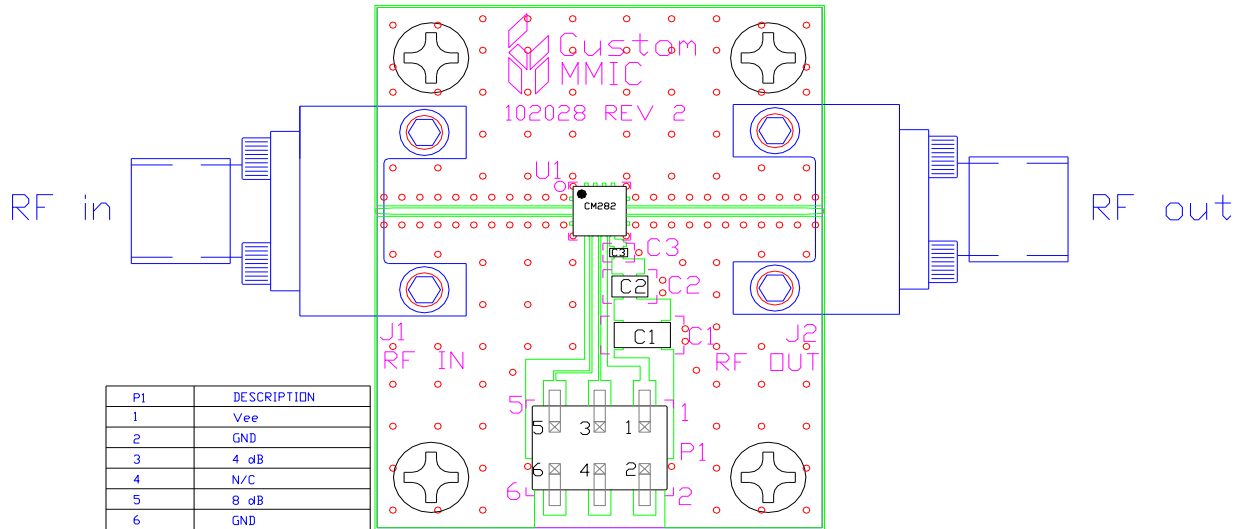 Custom
MMIC
102028 REV 2
U1
CM282
RF in
RF out
C3
C3
C2
C2
C1
C1
J1
RF IN
J2
RF OUT
5
1
5
3
1
P1
6
4
2
6
2
P1 DESCRIPTION
1 Vee
2 GND
3 4 dB
4 N/C
5 8 dB
6 GND